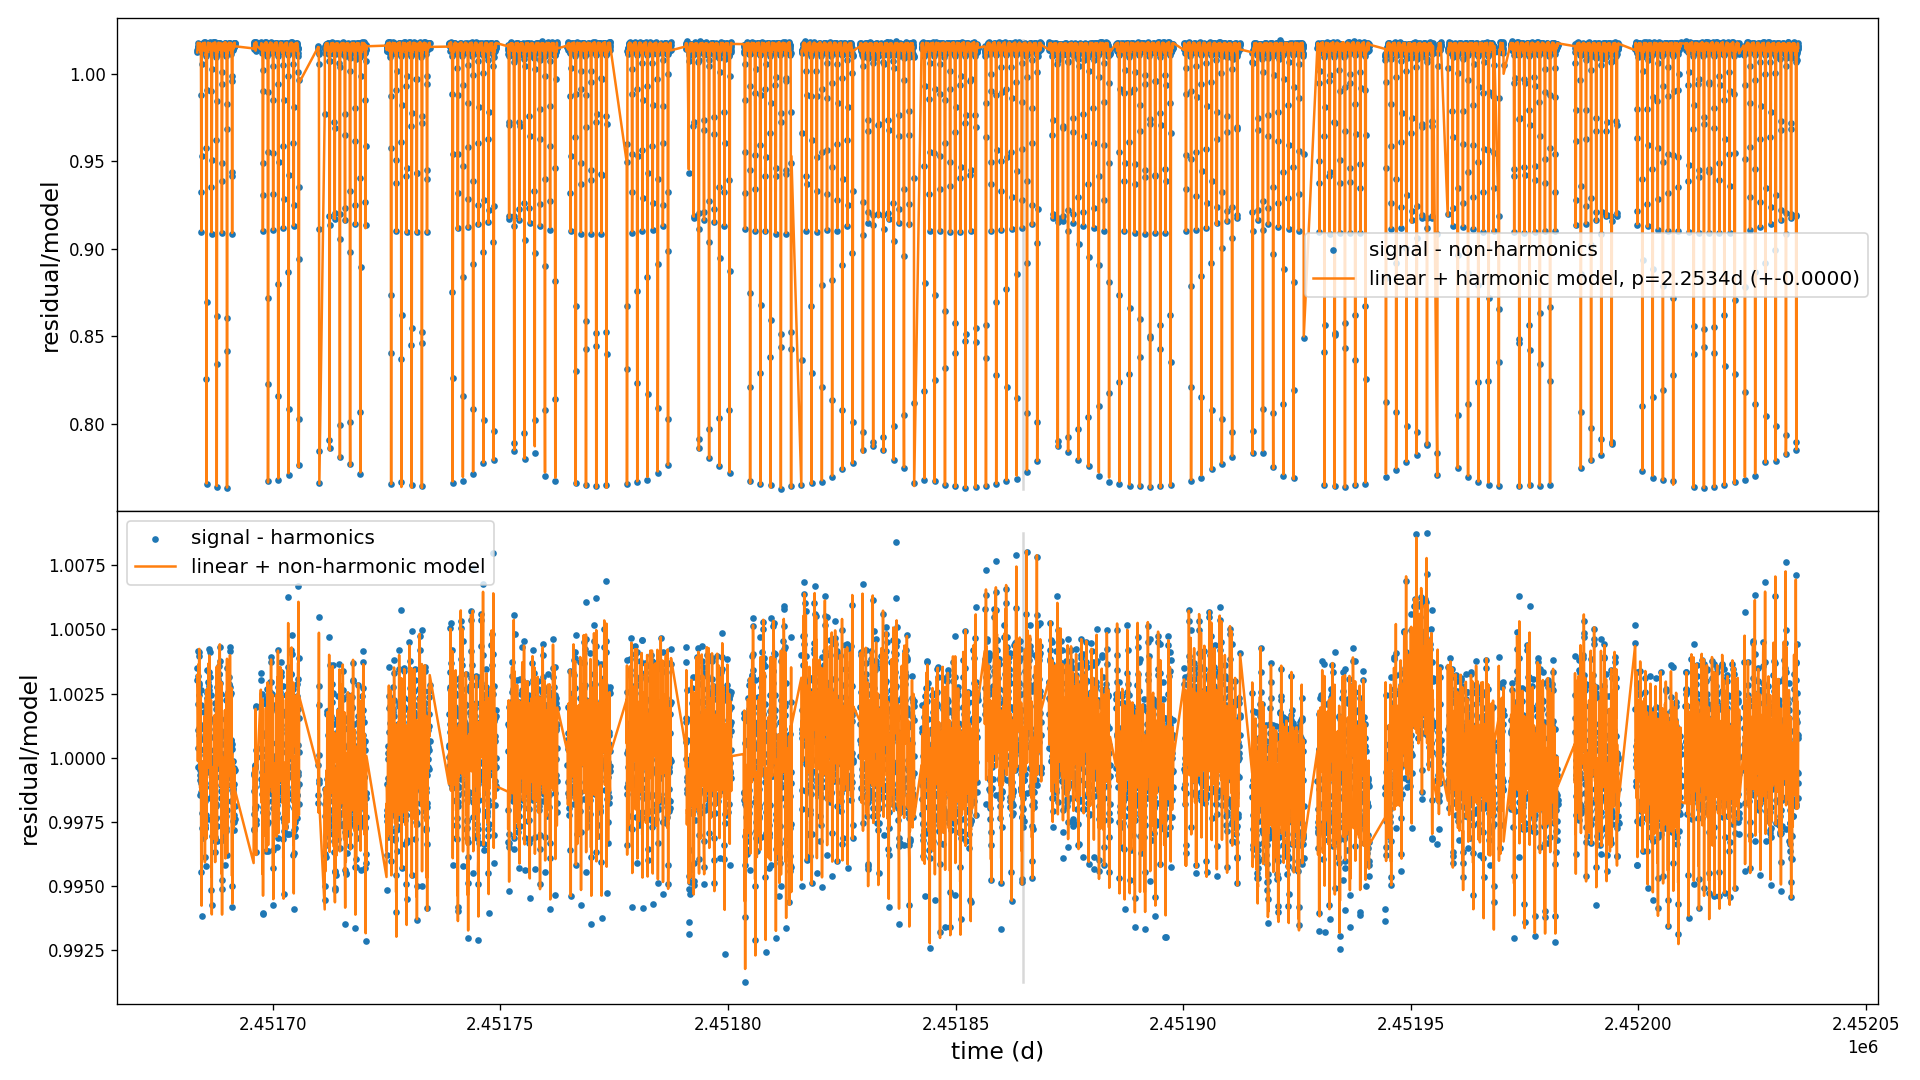 residual/model
1.00
0.95
0.90
0.85
0.80
signal - non-harmonics
linear + harmonic model, p=2.2534d (+-0.0000)
residual/model
1.0075
1.0050
1.0025
1.0000
0.9975
0.9950
0.9925
signal - harmonics
linear + non-harmonic model
2.45170 2.45175 2.45180 2.45185 2.45190 2.45195 2.45200 2.45205
time (d)
1e6